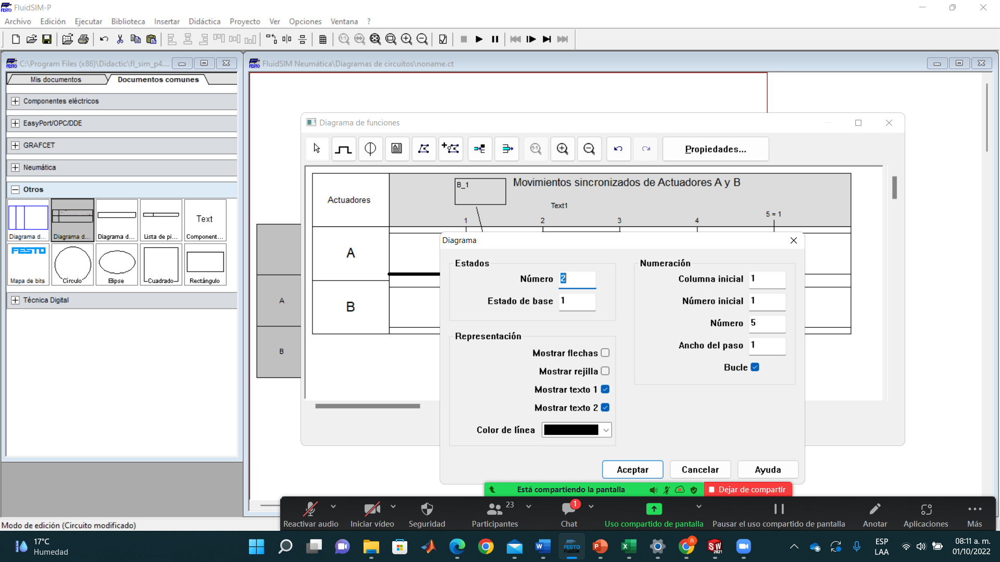 FluidSIM-P
Archivo Edición Ejecutar Biblioteca Insertar Didáctica Proyecto Ver Opciones Ventana ?
C:\Program Files (x86)\Didactic\fl_sim_p4....
FluidSIM Neumática\Diagramas de circuitos\noname.ct
Mis documentos Documentos comunes
Componentes eléctricos
EasyPort/OPC/DDE
GRAFCET
Neumática
Otros
Text
Diagrama d... Diagrama d... Diagrama d... Lista de pi... Component...
FESTO
Mapa de bits Círculo Elipse Cuadrado Rectángulo
Técnica Digital
A
B
Diagrama de funciones
Propiedades...
Actuadores
B_1
Movimientos sincronizados de Actuadores A y B
Text1
1 2 3 4 5 = 1
A
B
Diagrama
Estados
Número 2
Estado de base 1
Representación
Mostrar flechas
Mostrar rejilla
Mostrar texto 1
Mostrar texto 2
Color de línea
Numeración
Columna inicial 1
Número inicial 1
Número 5
Ancho del paso 1
Bucle
Aceptar Cancelar Ayuda
Está compartiendo la pantalla Dejar de compartir
Reactivar audio Iniciar vídeo Seguridad Participantes 23 Chat 1 Uso compartido de pantalla Pausar el uso compartido de pantalla Anotar Aplicaciones Más
Modo de edición (Circuito modificado)
17°C
Humedad
ESP
LAA
08:11 a. m.
01/10/2022